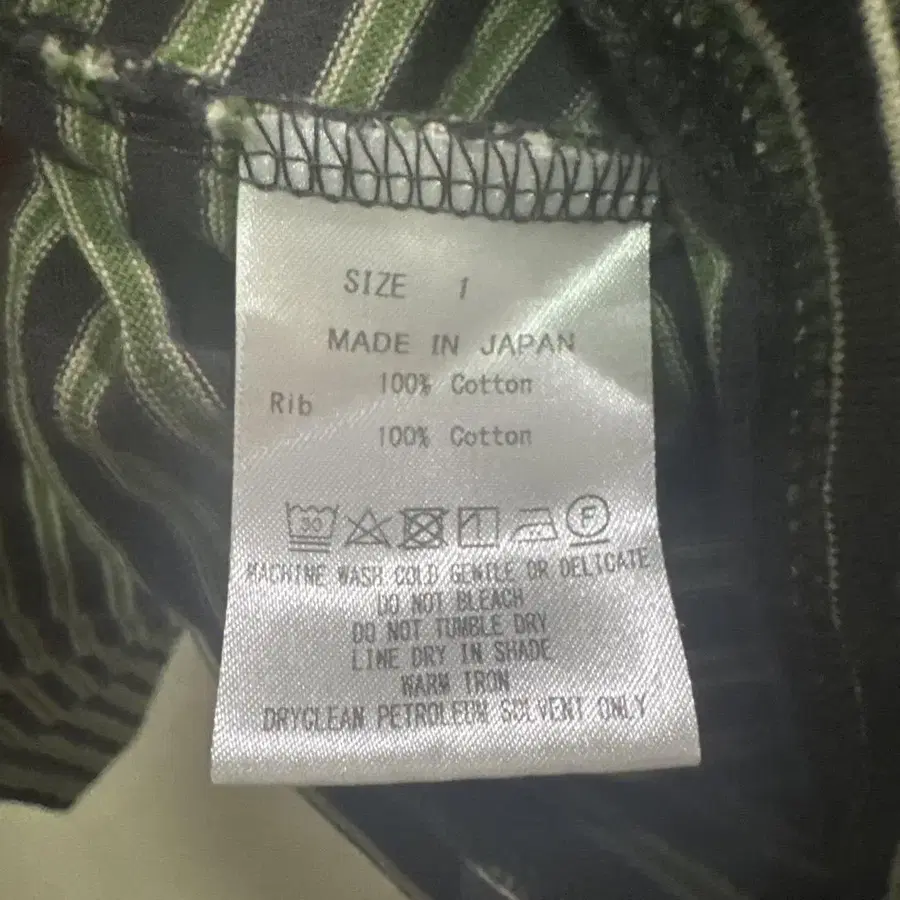 SIZE 1
MADE IN JAPAN
100% Cotton
Rib
100% Cotton
30
F
MACHINE WASH COLD GENTLE OR DELICATE
DO NOT BLEACH
DO NOT TUMBLE DRY
LINE DRY IN SHADE
WARM IRON
DRYCLEAN PETROLEUM SOLVENT ONLY